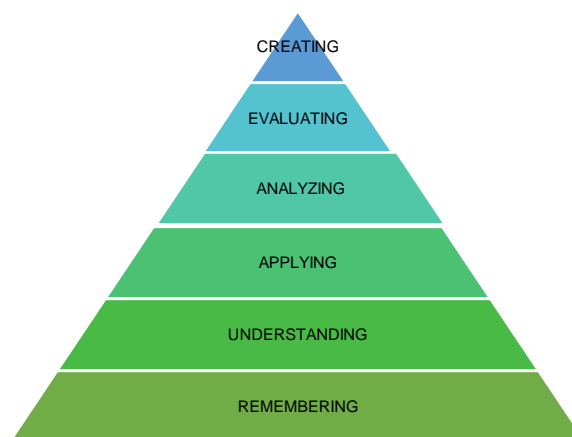 CREATING
EVALUATING
ANALYZING
APPLYING
UNDERSTANDING
REMEMBERING